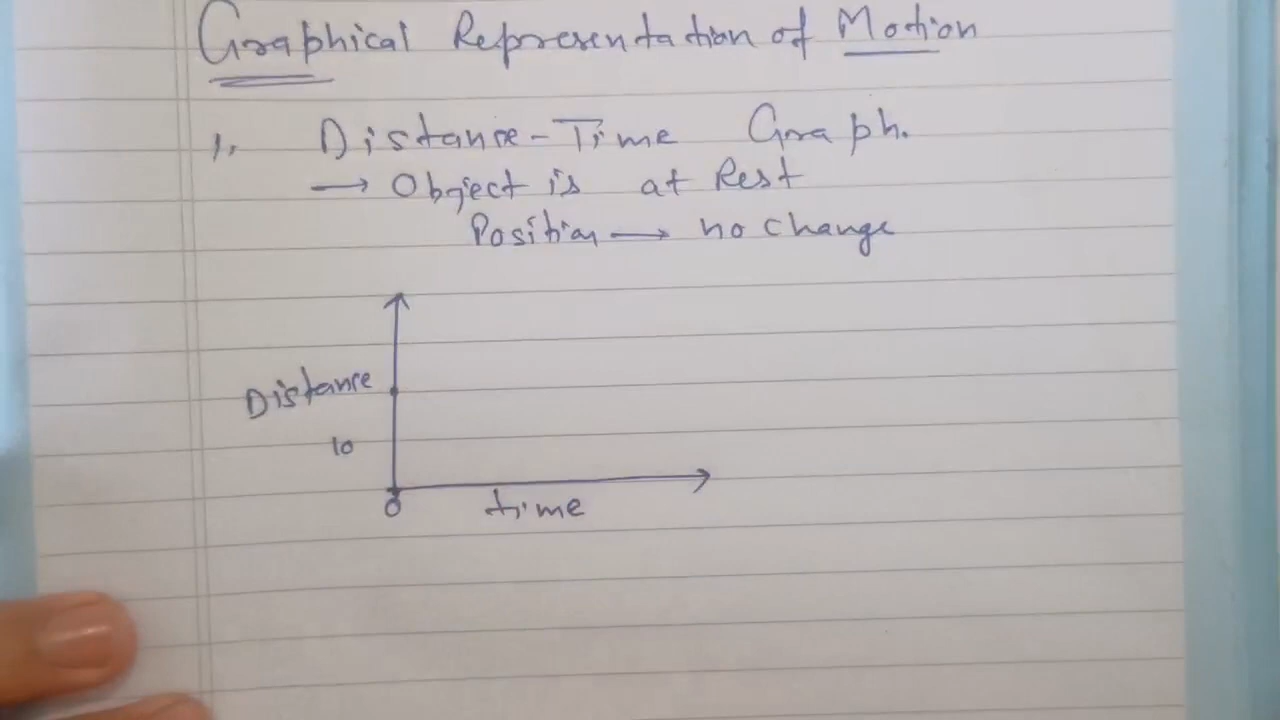 Graphical Representation of Motion
1. Distance-Time Graph.
→ Object is at Rest
Position → no change
Distance
10
0
time